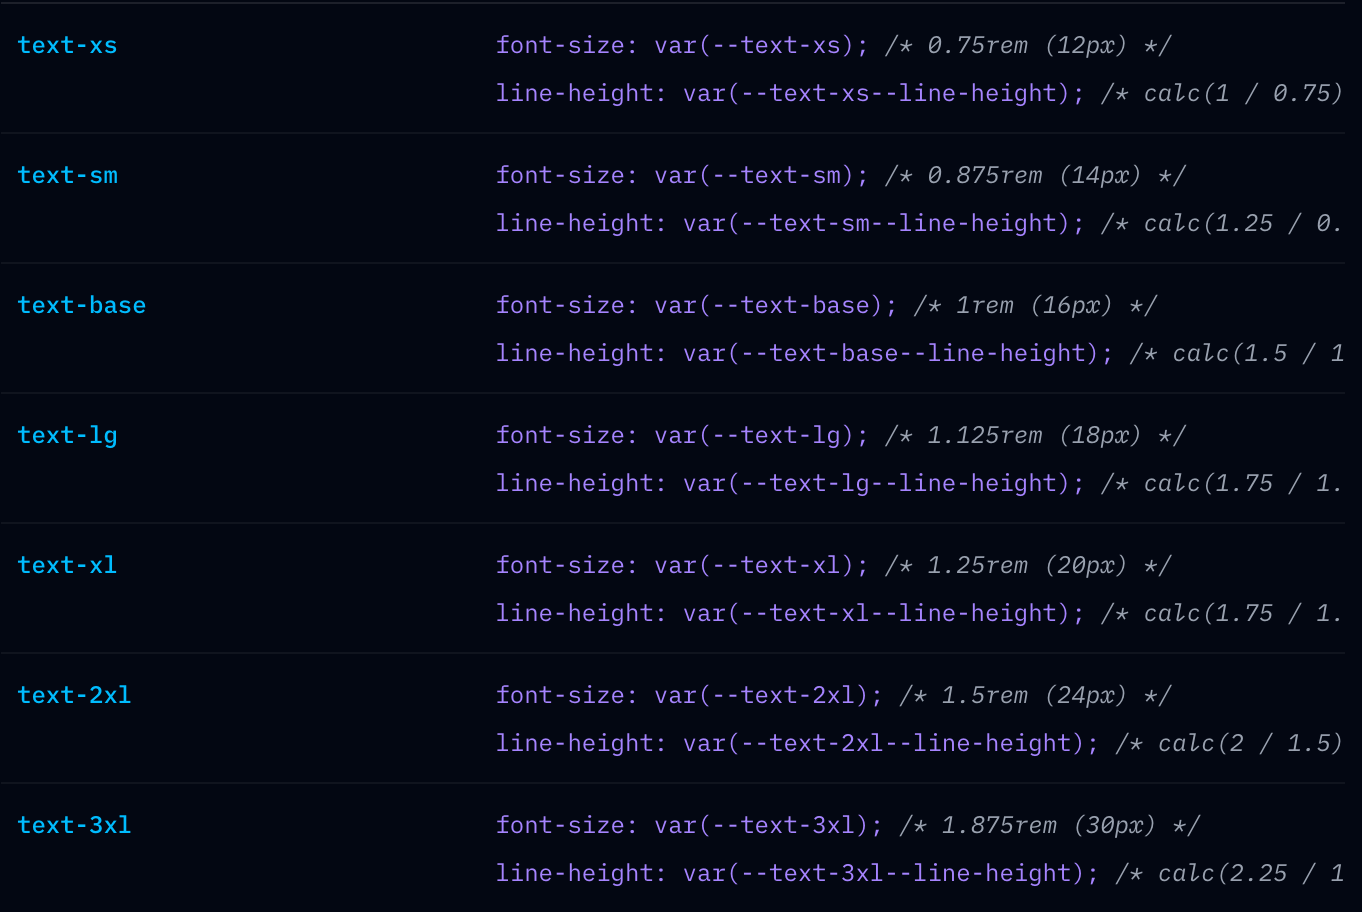 text-xs font-size: var(--text-xs); /* 0.75rem (12px) */
line-height: var(--text-xs--line-height); /* calc(1 / 0.75)
text-sm font-size: var(--text-sm); /* 0.875rem (14px) */
line-height: var(--text-sm--line-height); /* calc(1.25 / 0.
text-base font-size: var(--text-base); /* 1rem (16px) */
line-height: var(--text-base--line-height); /* calc(1.5 / 1
text-lg font-size: var(--text-lg); /* 1.125rem (18px) */
line-height: var(--text-lg--line-height); /* calc(1.75 / 1.
text-xl font-size: var(--text-xl); /* 1.25rem (20px) */
line-height: var(--text-xl--line-height); /* calc(1.75 / 1.
text-2xl font-size: var(--text-2xl); /* 1.5rem (24px) */
line-height: var(--text-2xl--line-height); /* calc(2 / 1.5)
text-3xl font-size: var(--text-3xl); /* 1.875rem (30px) */
line-height: var(--text-3xl--line-height); /* calc(2.25 / 1